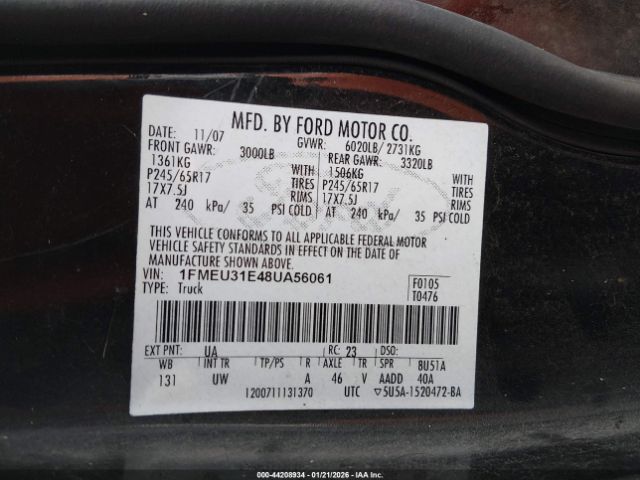 MFD. BY FORD MOTOR CO.
DATE: 11/07 GVWR: 6020LB/ 2731KG
FRONT GAWR: 3000LB REAR GAWR: 3320LB
1361KG WITH 1506KG WITH
P245/65R17 TIRES P245/65R17 TIRES
17X7.5J RIMS 17X7.5J RIMS
AT 240 kPa/ 35 PSI COLD AT 240 kPa/ 35 PSI COLD
THIS VEHICLE CONFORMS TO ALL APPLICABLE FEDERAL MOTOR
VEHICLE SAFETY STANDARDS IN EFFECT ON THE DATE OF
MANUFACTURE SHOWN ABOVE.
VIN: 1FMEU31E48UA56061 F0105
TYPE: Truck T0476
EXT PNT: UA RC: 23 DSO:
WB INT TR TP/PS R AXLE TR SPR 8U51A
131 UW A 46 V AADD 40A
1200711131370 UTC ▽5U5A-1520472-BA
000-44208934 - 01/21/2026 - IAAI.COM